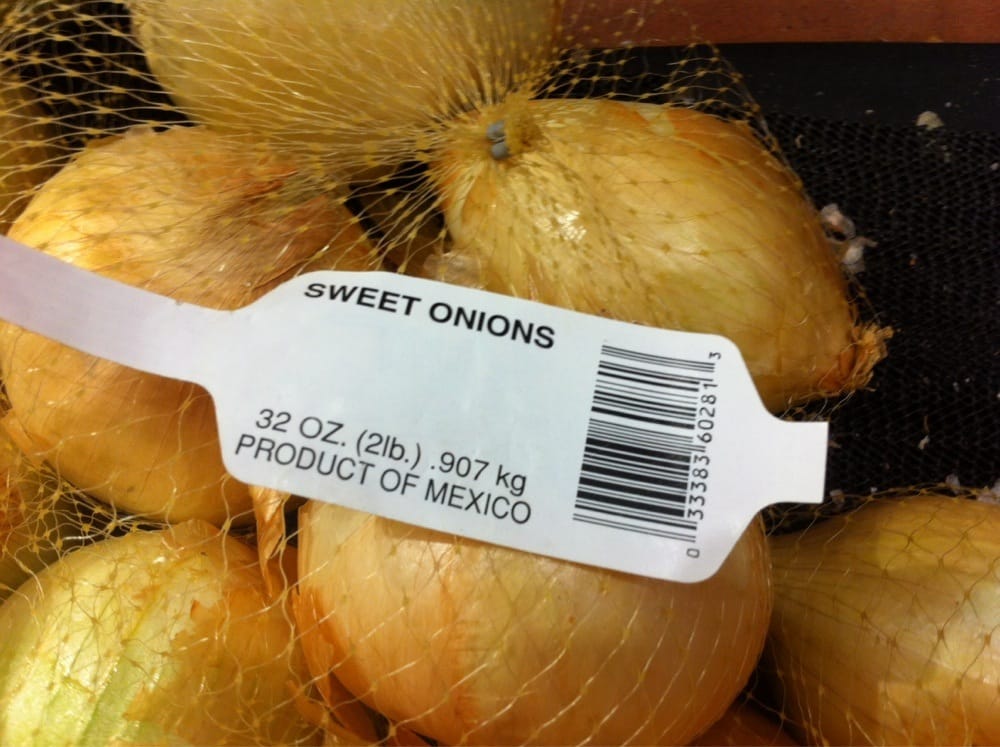 SWEET ONIONS
32 OZ. (2lb.) .907 kg
PRODUCT OF MEXICO
0 33383 60281 3